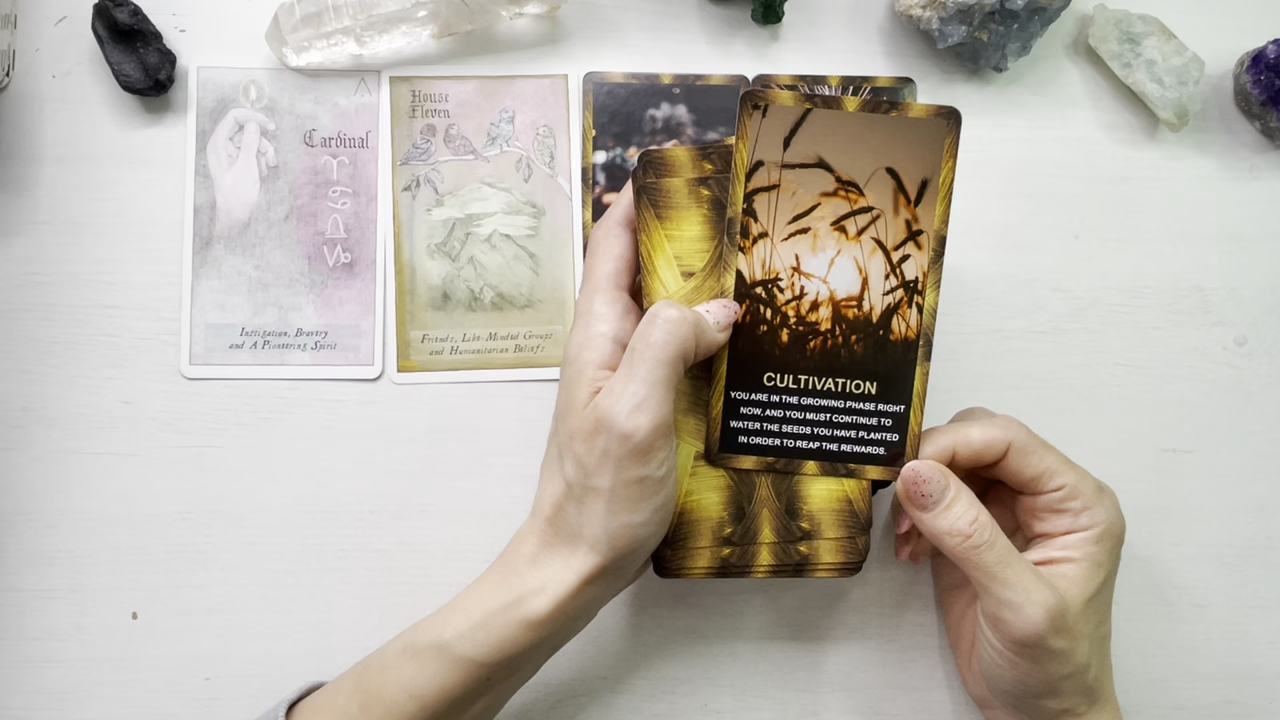 Cardinal
Instigation, Bravery
and A Pioneering Spirit
House
Eleven
Friends, Like-Minded Groups
and Humanitarian Beliefs
CULTIVATION
YOU ARE IN THE GROWING PHASE RIGHT
NOW, AND YOU MUST CONTINUE TO
WATER THE SEEDS YOU HAVE PLANTED
IN ORDER TO REAP THE REWARDS.